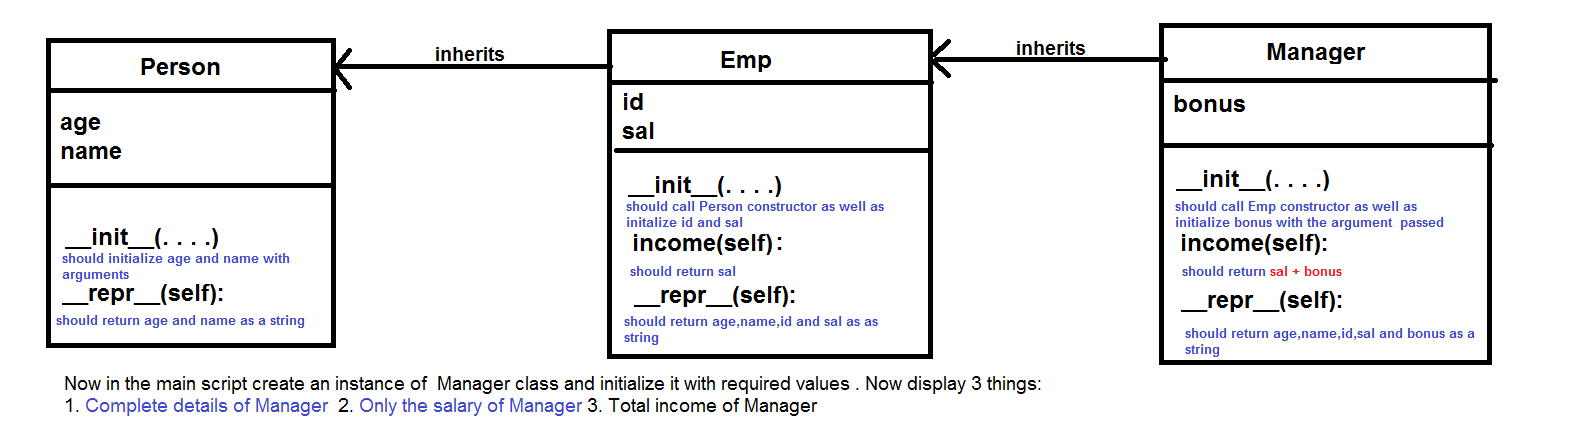 Person
age
name
__init__(. . . .)
should initialize age and name with
arguments
__repr__(self):
should return age and name as a string
inherits
Emp
id
sal
__init__(. . . .)
should call Person constructor as well as
initalize id and sal
income(self):
should return sal
__repr__(self):
should return age,name,id and sal as as
string
inherits
Manager
bonus
__init__(. . . .)
should call Emp constructor as well as
initialize bonus with the argument passed
income(self):
should return sal + bonus
__repr__(self):
should return age,name,id,sal and bonus as a
string
Now in the main script create an instance of Manager class and initialize it with required values . Now display 3 things:
1. Complete details of Manager 2. Only the salary of Manager 3. Total income of Manager